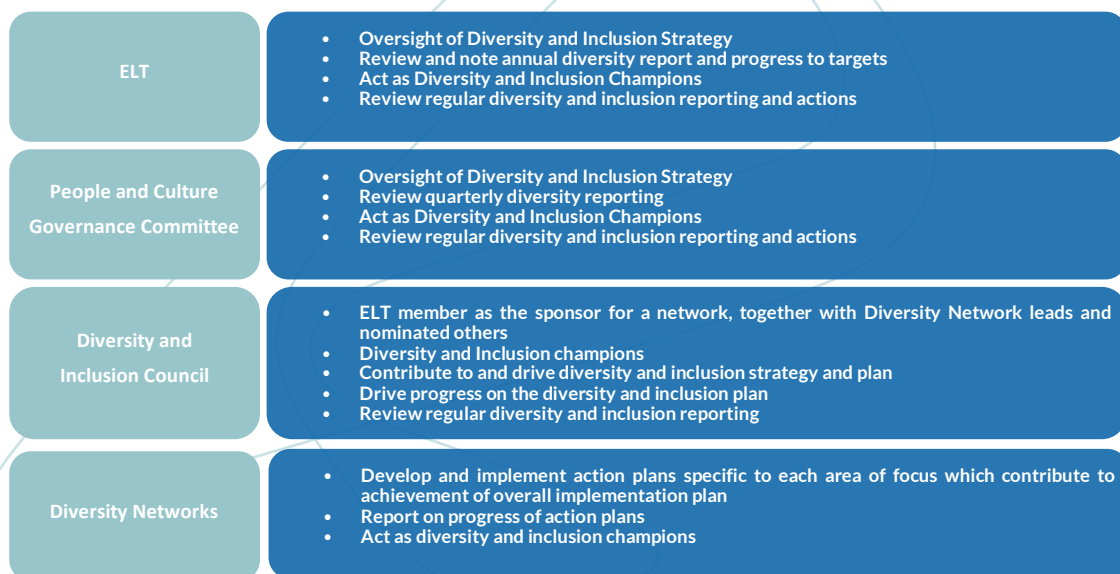 ELT
• Oversight of Diversity and Inclusion Strategy
• Review and note annual diversity report and progress to targets
• Act as Diversity and Inclusion Champions
• Review regular diversity and inclusion reporting and actions
People and Culture
Governance Committee
• Oversight of Diversity and Inclusion Strategy
• Review quarterly diversity reporting
• Act as Diversity and Inclusion Champions
• Review regular diversity and inclusion reporting and actions
Diversity and
Inclusion Council
• ELT member as the sponsor for a network, together with Diversity Network leads and
nominated others
• Diversity and Inclusion champions
• Contribute to and drive diversity and inclusion strategy and plan
• Drive progress on the diversity and inclusion plan
• Review regular diversity and inclusion reporting
Diversity Networks
• Develop and implement action plans specific to each area of focus which contribute to
achievement of overall implementation plan
• Report on progress of action plans
• Act as diversity and inclusion champions